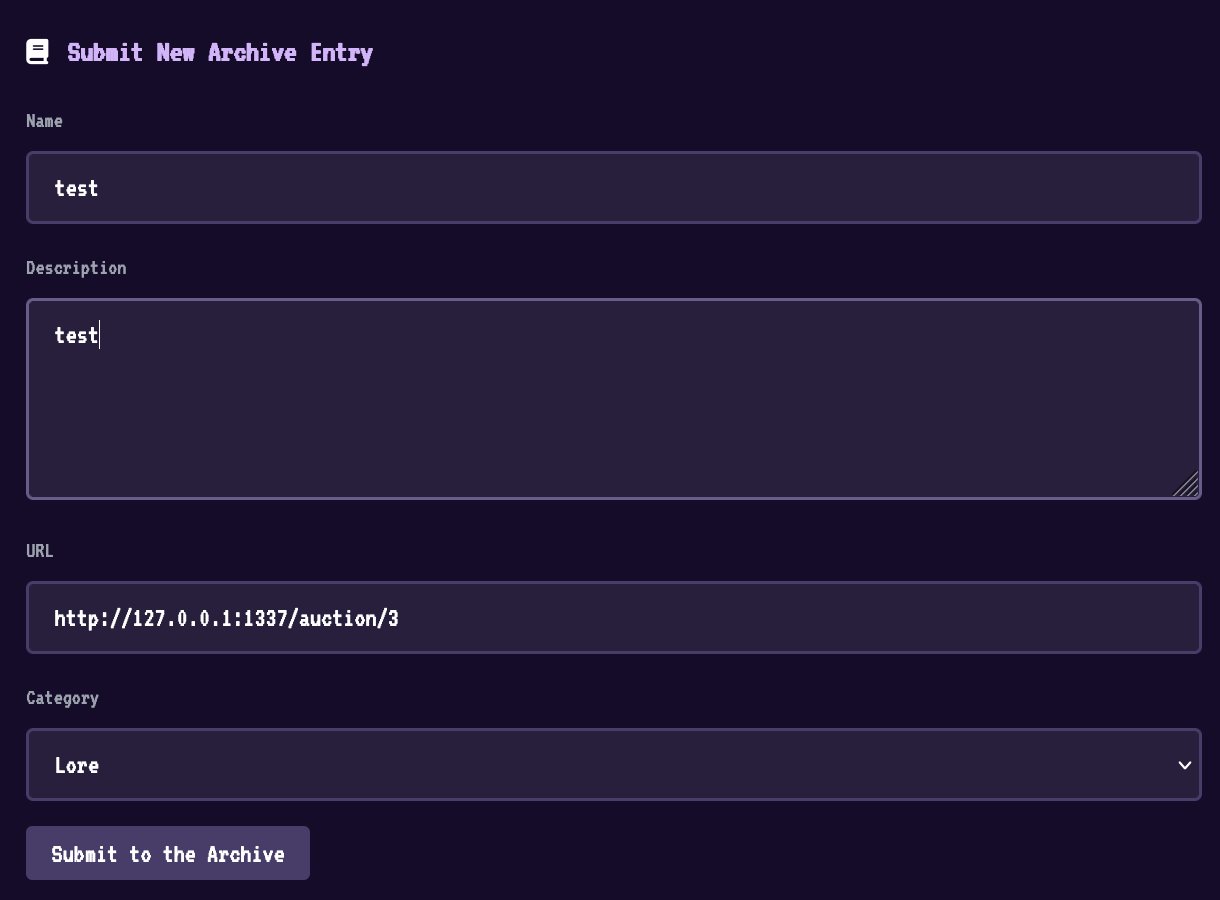 Submit New Archive Entry
Name
test
Description
test
URL
http://127.0.0.1:1337/auction/3
Category
Lore
Submit to the Archive